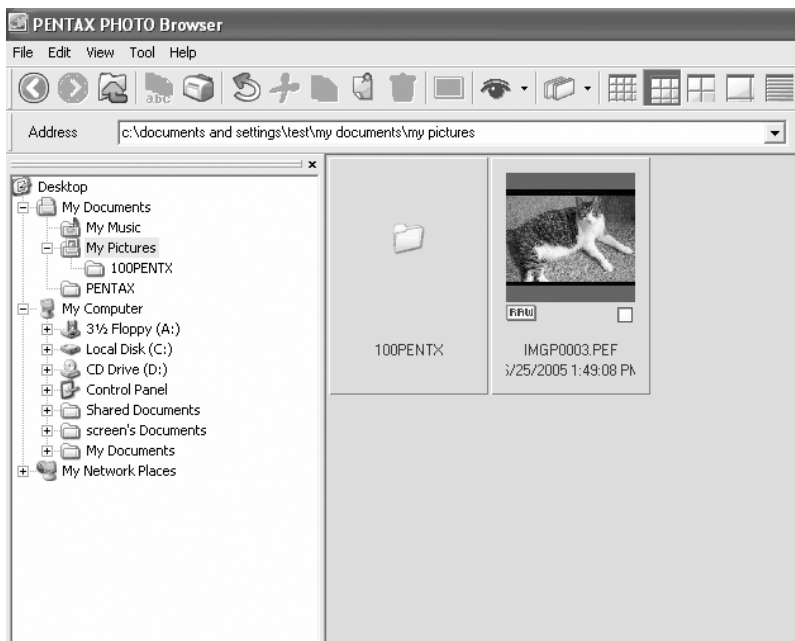 PENTAX PHOTO Browser
File Edit View Tool Help
abc
Address c:\documents and settings\test\my documents\my pictures
Desktop
My Documents
My Music
My Pictures
100PENTX
PENTAX
My Computer
3½ Floppy (A:)
Local Disk (C:)
CD Drive (D:)
Control Panel
Shared Documents
screen's Documents
My Documents
My Network Places
100PENTX
RAW
IMGP0003.PEF
/25/2005 1:49:08 PM